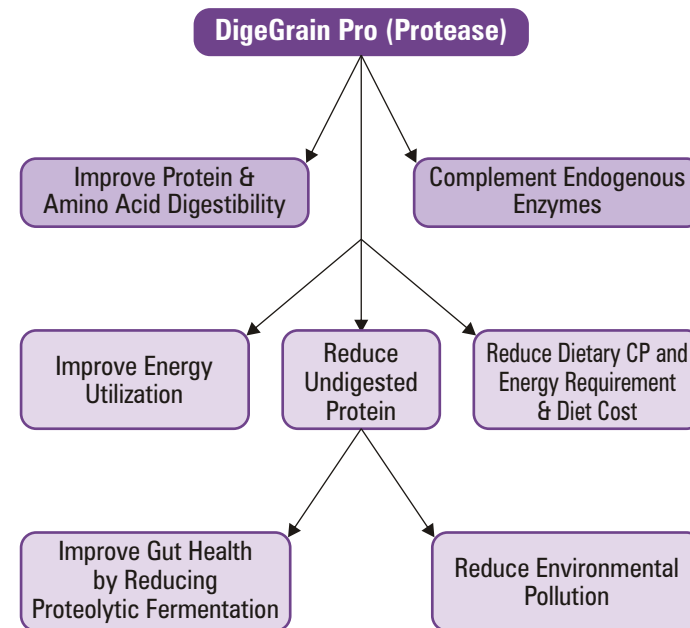 DigeGrain Pro (Protease)
Improve Protein &
Amino Acid Digestibility
Complement Endogenous
Enzymes
Improve Energy
Utilization
Reduce
Undigested
Protein
Reduce Dietary CP and
Energy Requirement
& Diet Cost
Improve Gut Health
by Reducing
Proteolytic Fermentation
Reduce Environmental
Pollution